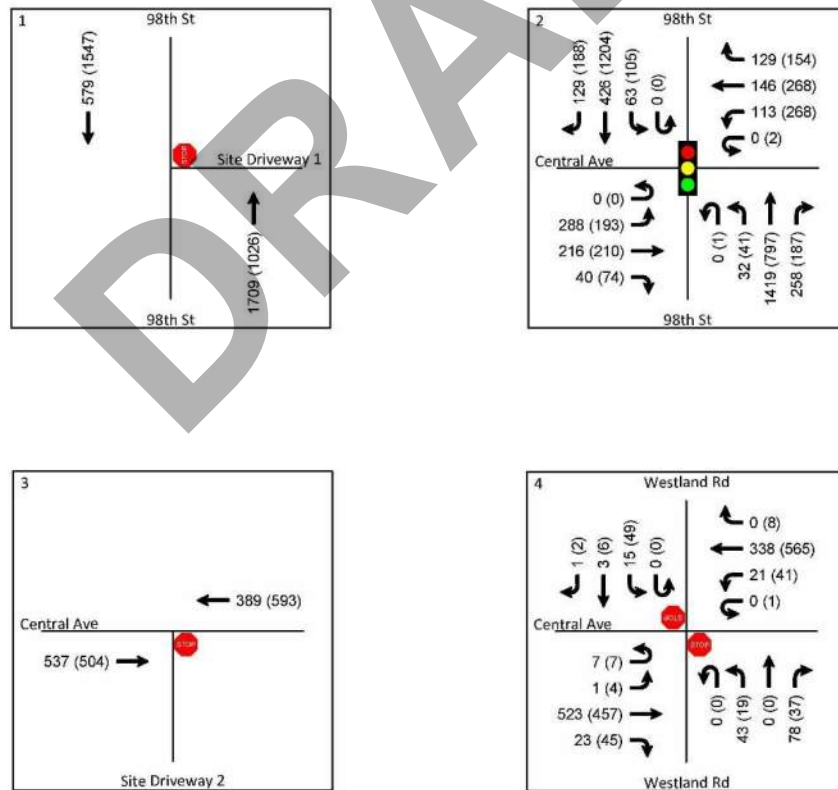 1
98th St
579 (1547)
STOP
Site Driveway 1
1709 (1026)
98th St
2
98th St
129 (188)
426 (1204)
63 (105)
0 (0)
129 (154)
146 (268)
113 (268)
0 (2)
Central Ave
0 (0)
288 (193)
216 (210)
40 (74)
0 (1)
32 (41)
1419 (797)
258 (187)
98th St
3
389 (593)
Central Ave
STOP
537 (504)
Site Driveway 2
4
Westland Rd
1 (2)
3 (6)
15 (49)
0 (0)
0 (8)
338 (565)
21 (41)
0 (1)
STOP
Central Ave
STOP
7 (7)
1 (4)
523 (457)
23 (45)
0 (0)
43 (19)
0 (0)
78 (37)
Westland Rd